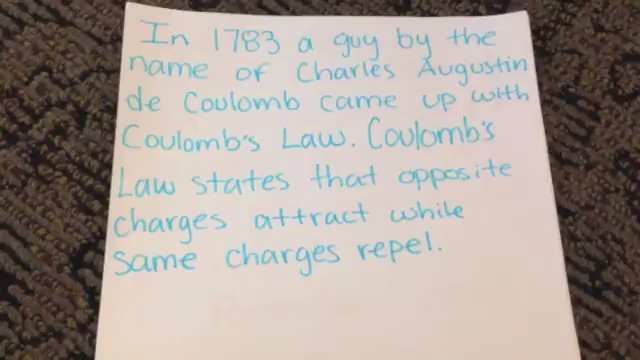 In 1783 a guy by the
name of Charles Augustin
de Coulomb came up with
Coulomb's Law. Coulomb's
Law states that opposite
charges attract while
same charges repel.